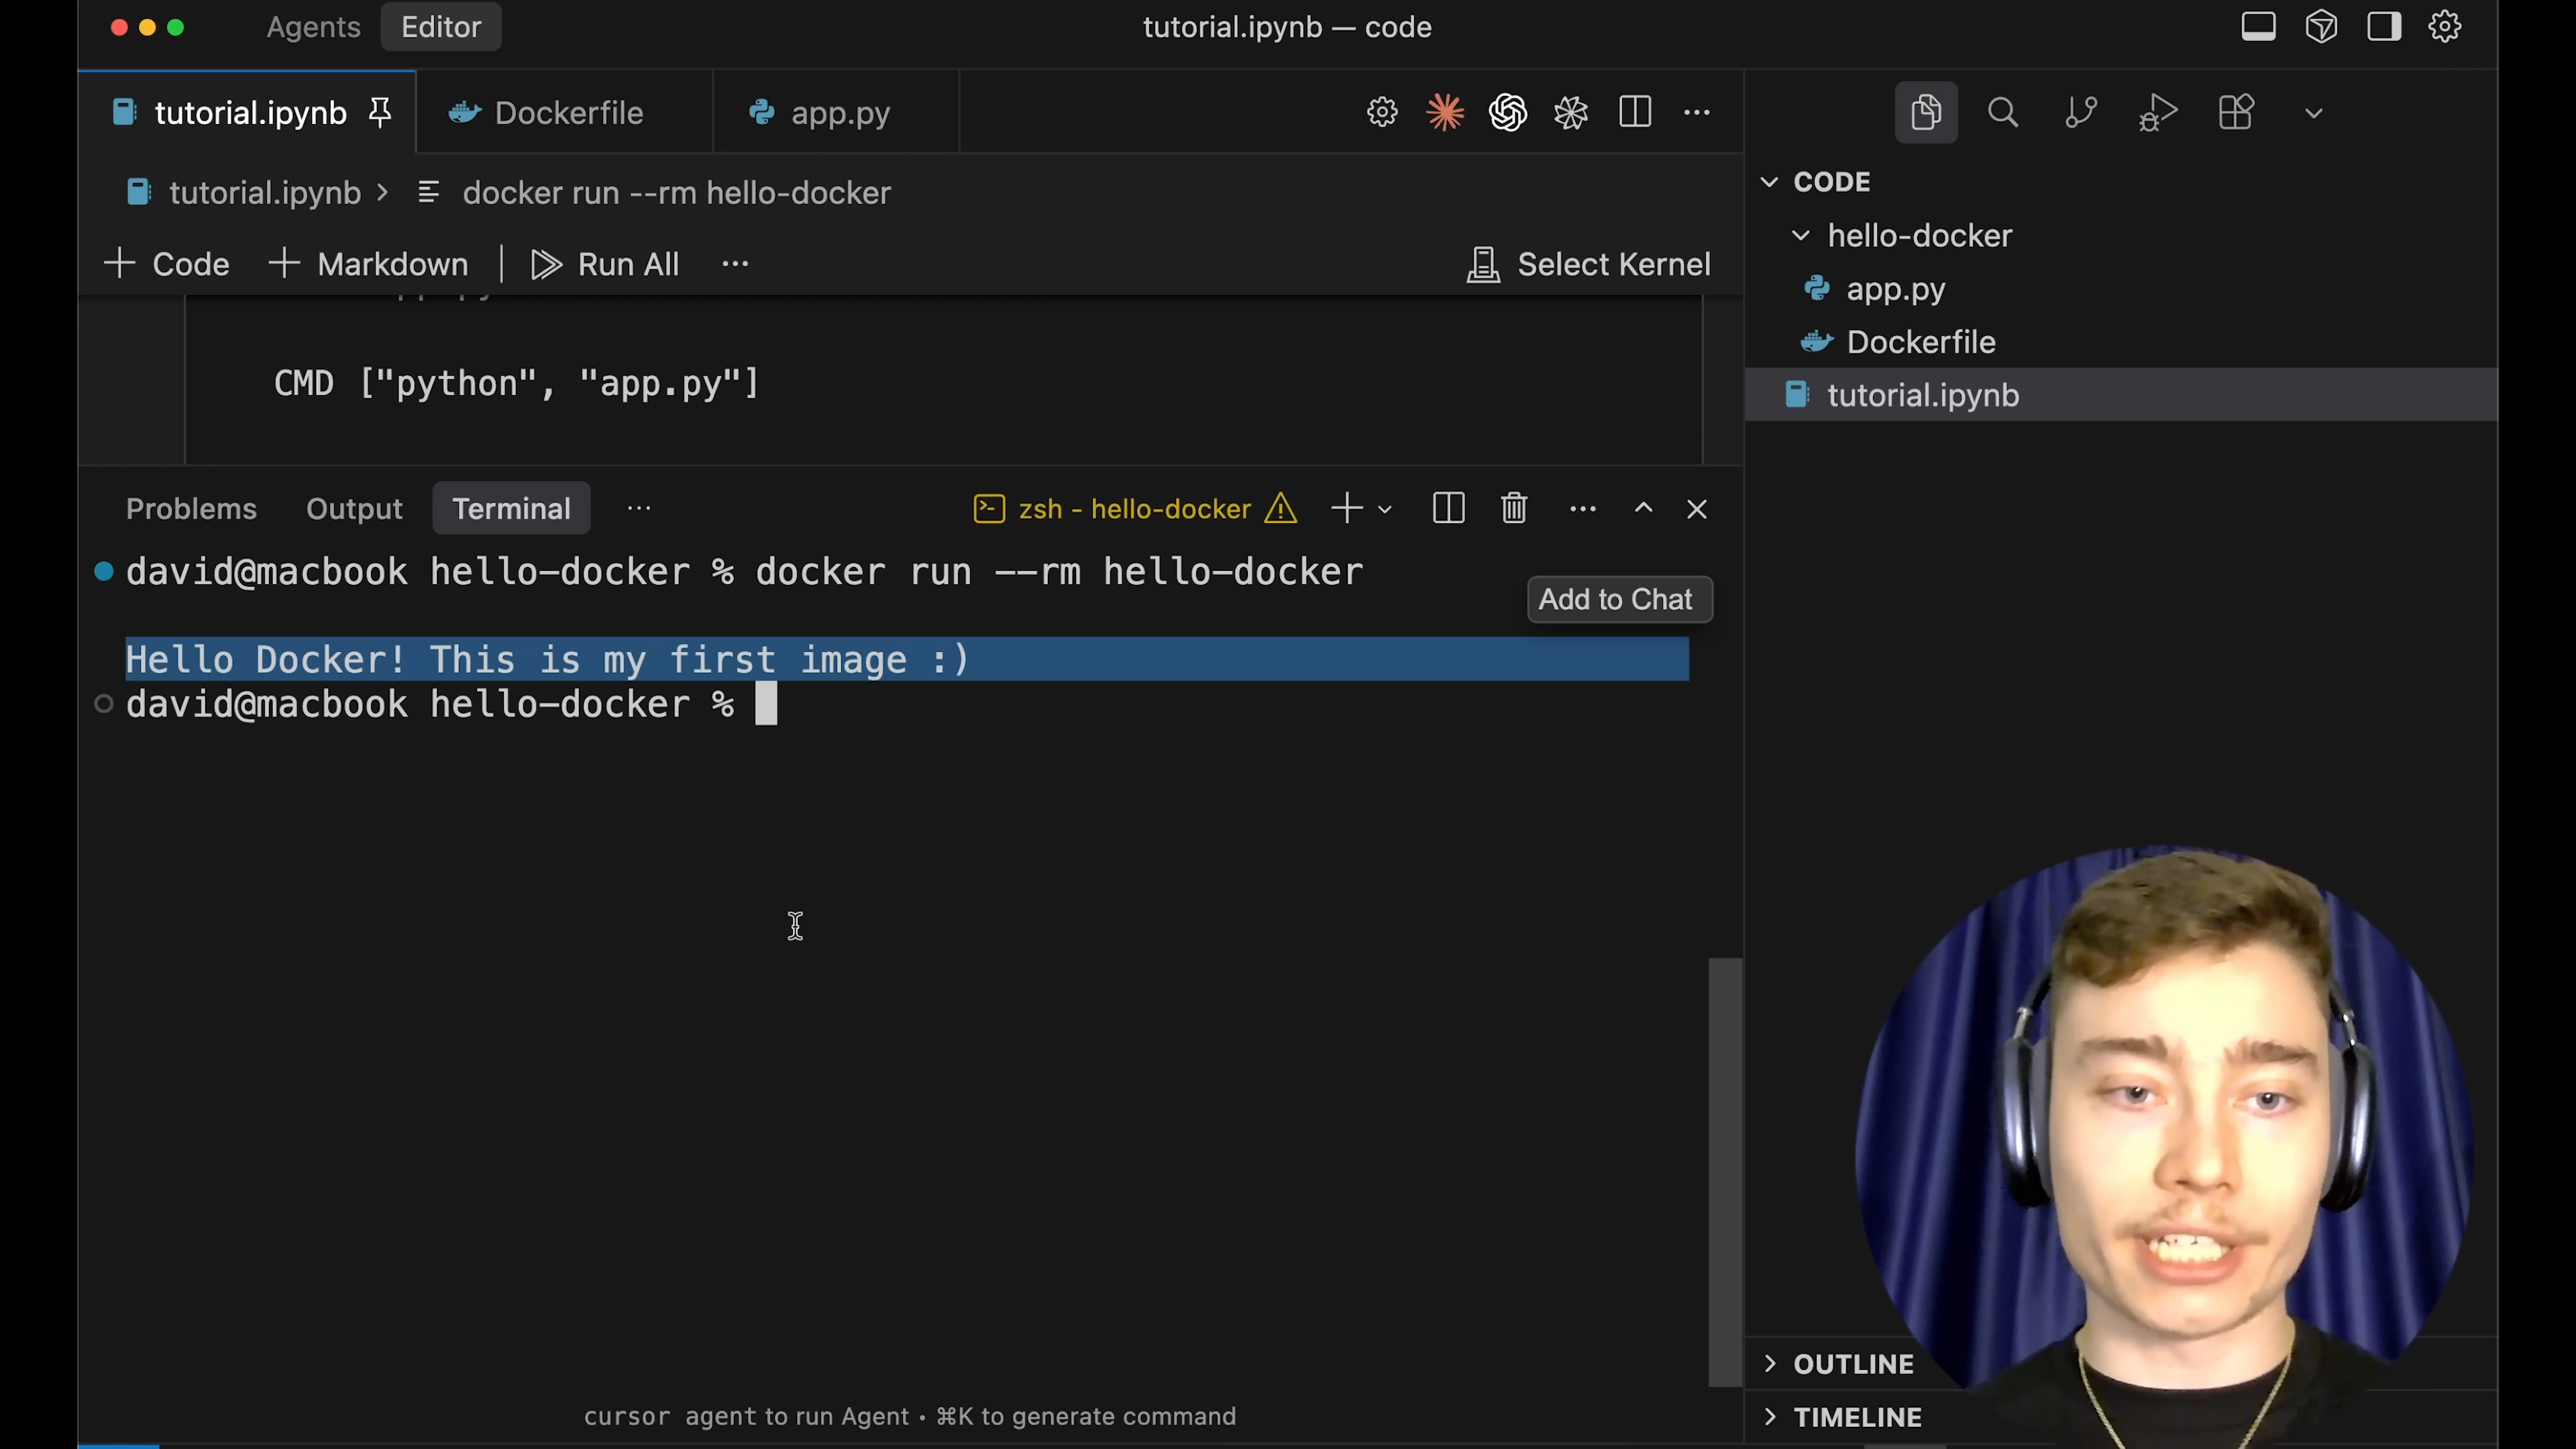 Agents Editor
tutorial.ipynb — code
tutorial.ipynb Dockerfile app.py
tutorial.ipynb > docker run --rm hello-docker
Code Markdown Run All ... Select Kernel
CMD ["python", "app.py"]
Problems Output Terminal ... zsh - hello-docker
david@macbook hello-docker % docker run --rm hello-docker
Add to Chat
Hello Docker! This is my first image :)
david@macbook hello-docker %
cursor agent to run Agent • ⌘K to generate command
CODE
hello-docker
app.py
Dockerfile
tutorial.ipynb
OUTLINE
TIMELINE